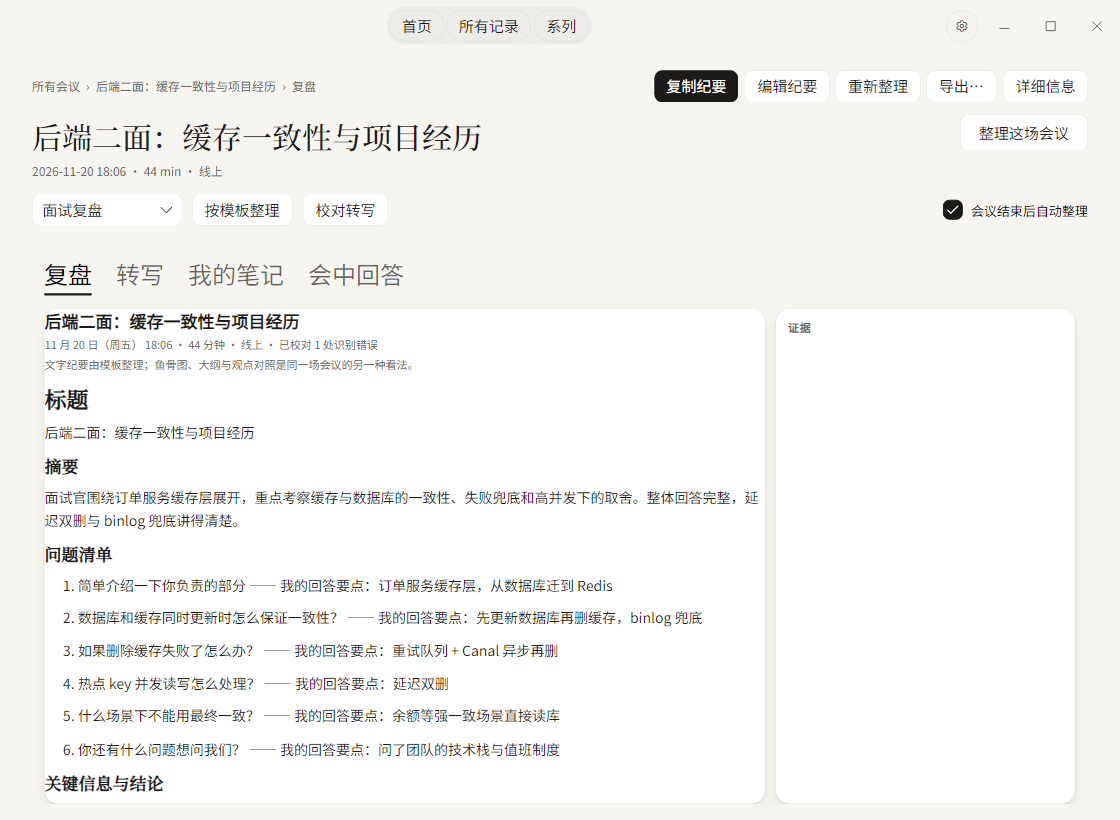 首页 所有记录 系列
所有会议 › 后端二面：缓存一致性与项目经历 › 复盘
复制纪要 编辑纪要 重新整理 导出… 详细信息
后端二面：缓存一致性与项目经历
整理这场会议
2026-11-20 18:06 · 44 min · 线上
面试复盘 按模板整理 校对转写
会议结束后自动整理
复盘 转写 我的笔记 会中回答
后端二面：缓存一致性与项目经历
11 月 20 日（周五） 18:06 · 44 分钟 · 线上 · 已校对 1 处识别错误
文字纪要由模板整理；鱼骨图、大纲与观点对照是同一场会议的另一种看法。
标题
后端二面：缓存一致性与项目经历
摘要
面试官围绕订单服务缓存层展开，重点考察缓存与数据库的一致性、失败兜底和高并发下的取舍。整体回答完整，延
迟双删与 binlog 兜底讲得清楚。
问题清单
1. 简单介绍一下你负责的部分 —— 我的回答要点：订单服务缓存层，从数据库迁到 Redis
2. 数据库和缓存同时更新时怎么保证一致性？ —— 我的回答要点：先更新数据库再删缓存，binlog 兜底
3. 如果删除缓存失败了怎么办？ —— 我的回答要点：重试队列 + Canal 异步再删
4. 热点 key 并发读写怎么处理？ —— 我的回答要点：延迟双删
5. 什么场景下不能用最终一致？ —— 我的回答要点：余额等强一致场景直接读库
6. 你还有什么问题想问我们？ —— 我的回答要点：问了团队的技术栈与值班制度
关键信息与结论
证据